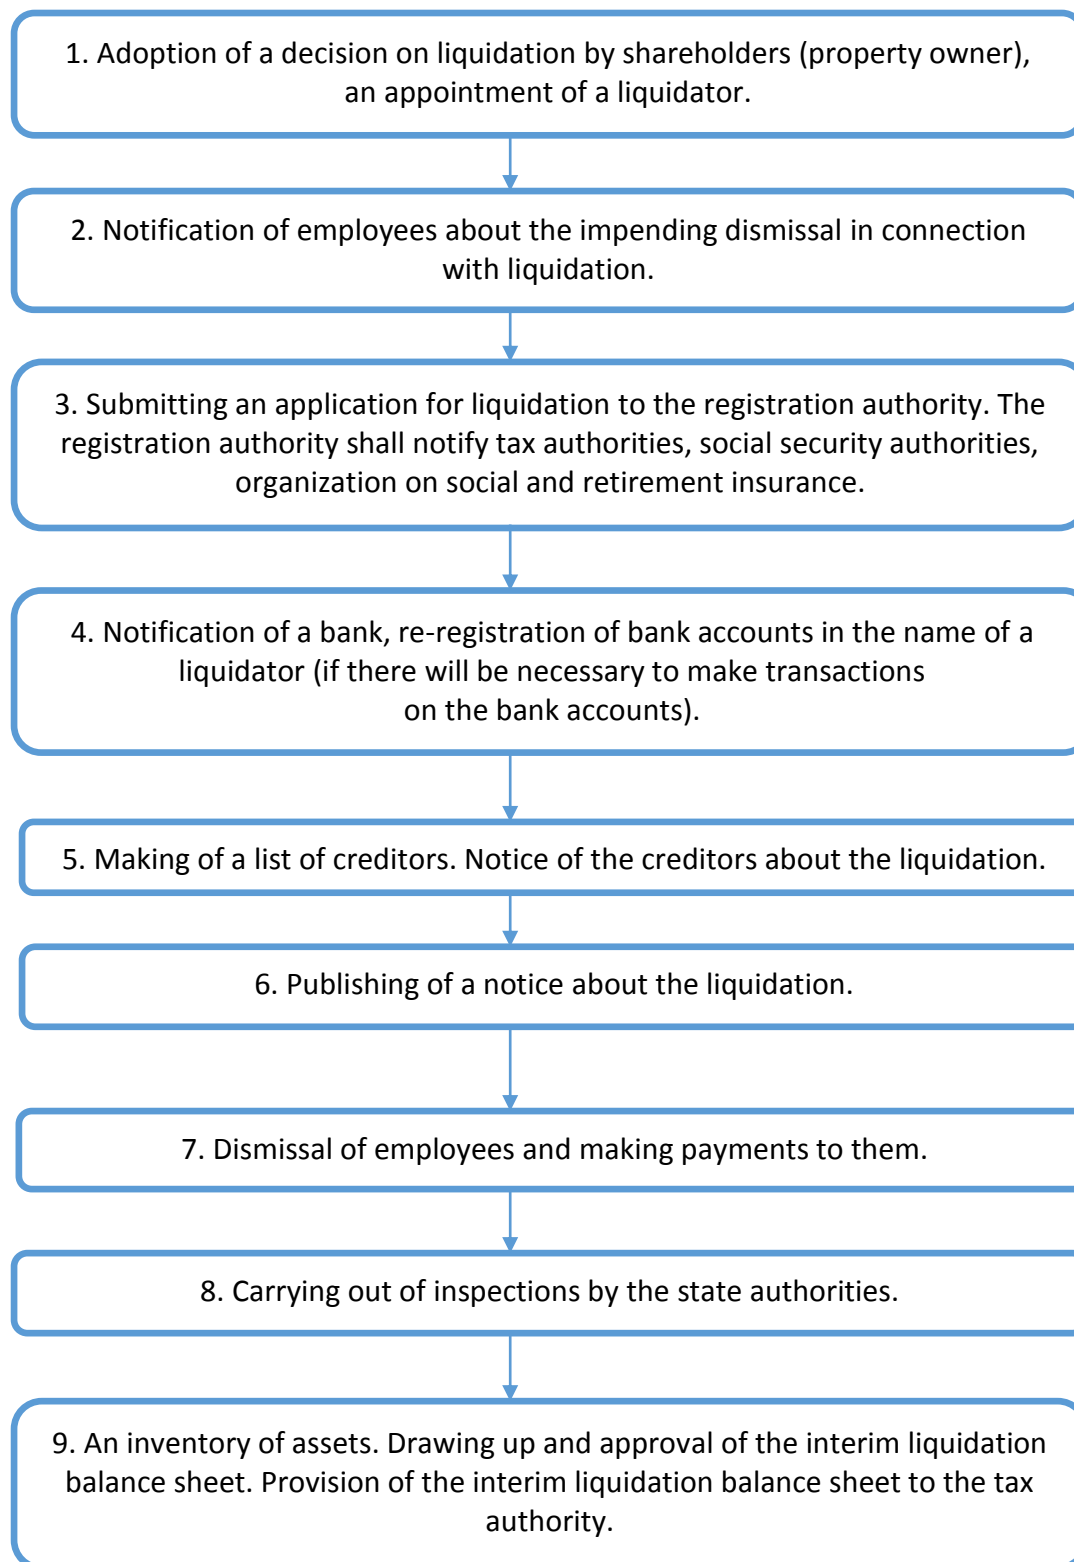 1. Adoption of a decision on liquidation by shareholders (property owner),
an appointment of a liquidator.
2. Notification of employees about the impending dismissal in connection
with liquidation.
3. Submitting an application for liquidation to the registration authority. The
registration authority shall notify tax authorities, social security authorities,
organization on social and retirement insurance.
4. Notification of a bank, re-registration of bank accounts in the name of a
liquidator (if there will be necessary to make transactions
on the bank accounts).
5. Making of a list of creditors. Notice of the creditors about the liquidation.
6. Publishing of a notice about the liquidation.
7. Dismissal of employees and making payments to them.
8. Carrying out of inspections by the state authorities.
9. An inventory of assets. Drawing up and approval of the interim liquidation
balance sheet. Provision of the interim liquidation balance sheet to the tax
authority.